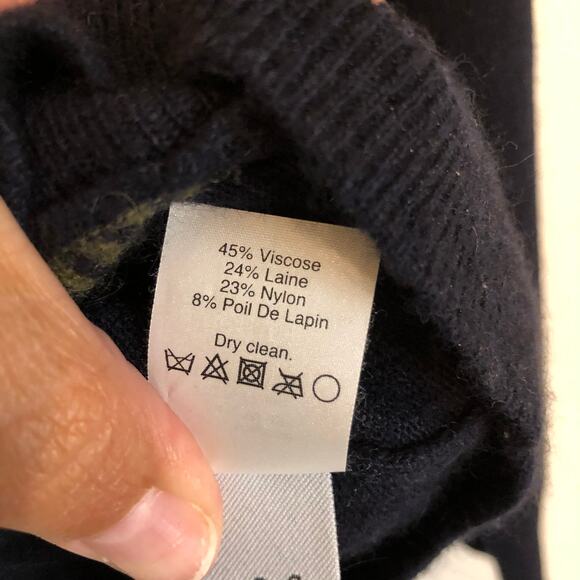 45% Viscose
24% Laine
23% Nylon
8% Poil De Lapin
Dry clean.